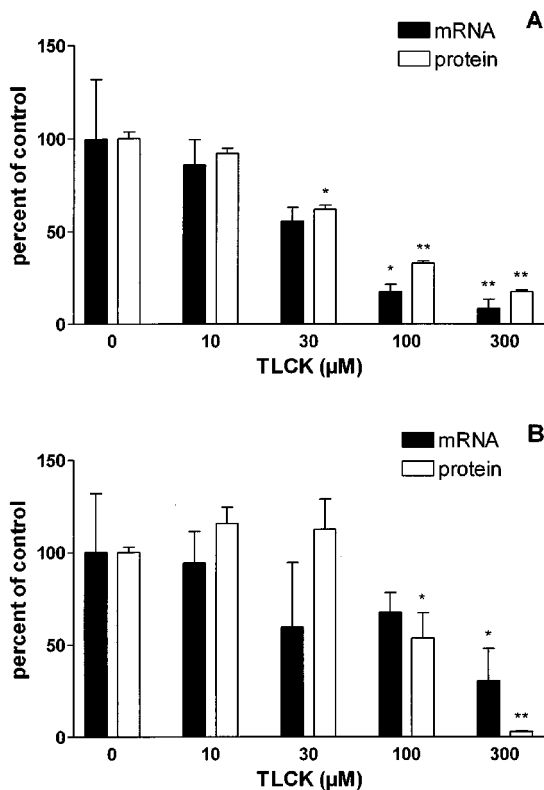 A
mRNA
protein
percent of control
150
100
50
0
*
*
**
**
**
0 10 30 100 300
TLCK (µM)
B
mRNA
protein
percent of control
150
100
50
0
*
*
**
0 10 30 100 300
TLCK (µM)